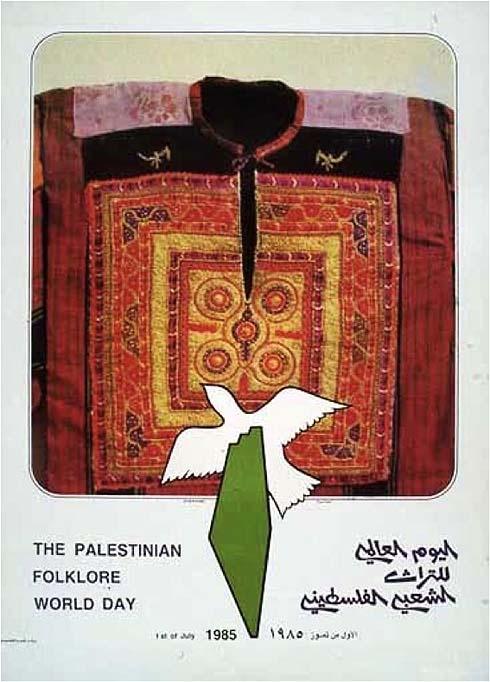 THE PALESTINIAN
FOLKLORE
WORLD DAY
اليوم العالمي
للتراث
الشعبي الفلسطيني
1st of July 1985 ١٩٨٥ الأول من تموز